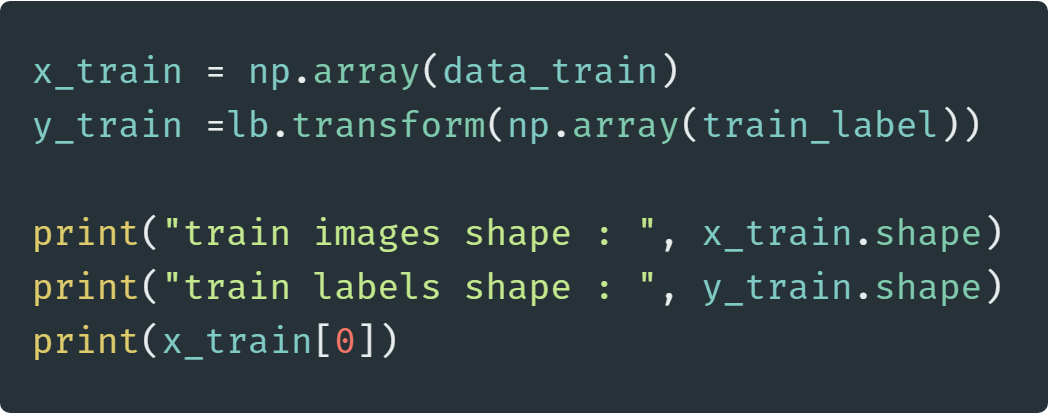 x_train = np.array(data_train)
y_train =lb.transform(np.array(train_label))
print("train images shape : ", x_train.shape)
print("train labels shape : ", y_train.shape)
print(x_train[0])